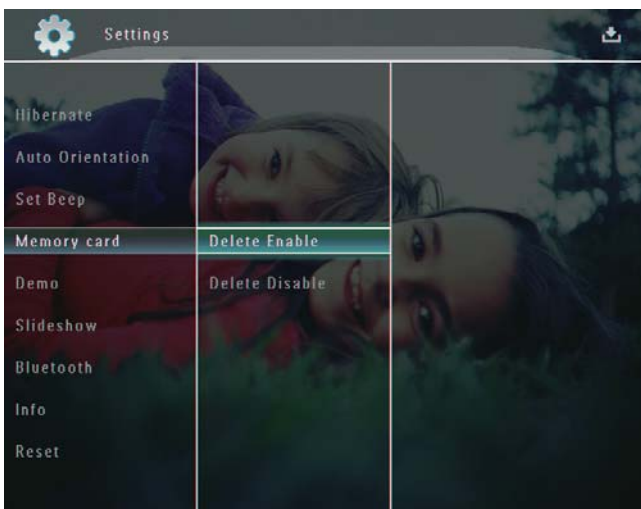 Settings
Hibernate
Auto Orientation
Set Beep
Memory card
Delete Enable
Demo
Delete Disable
Slideshow
Bluetooth
Info
Reset